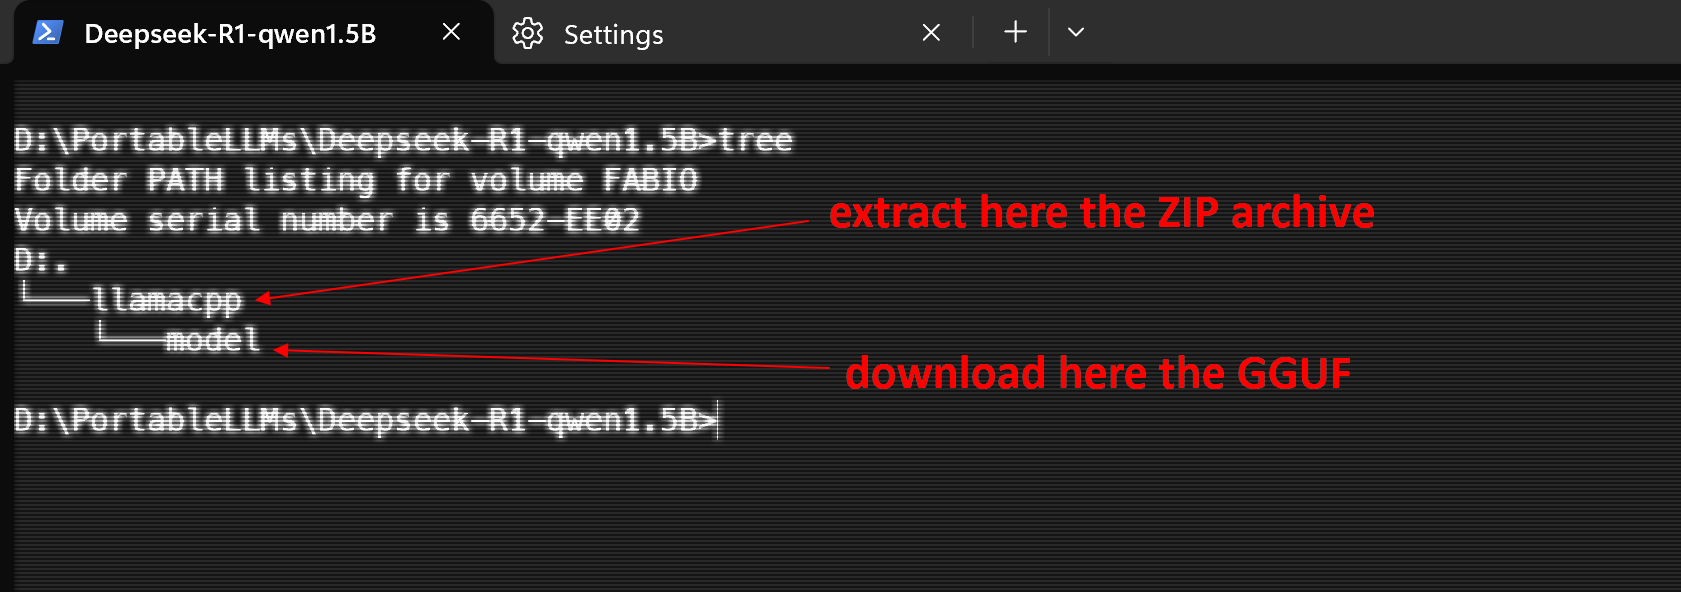 Deepseek-R1-qwen1.5B
Settings
D:\PortableLLMs\Deepseek-R1-qwen1.5B>tree
Folder PATH listing for volume FABIO
Volume serial number is 6652-EE02
extract here the ZIP archive
D:.
└───llamacpp
    └───model
download here the GGUF
D:\PortableLLMs\Deepseek-R1-qwen1.5B>